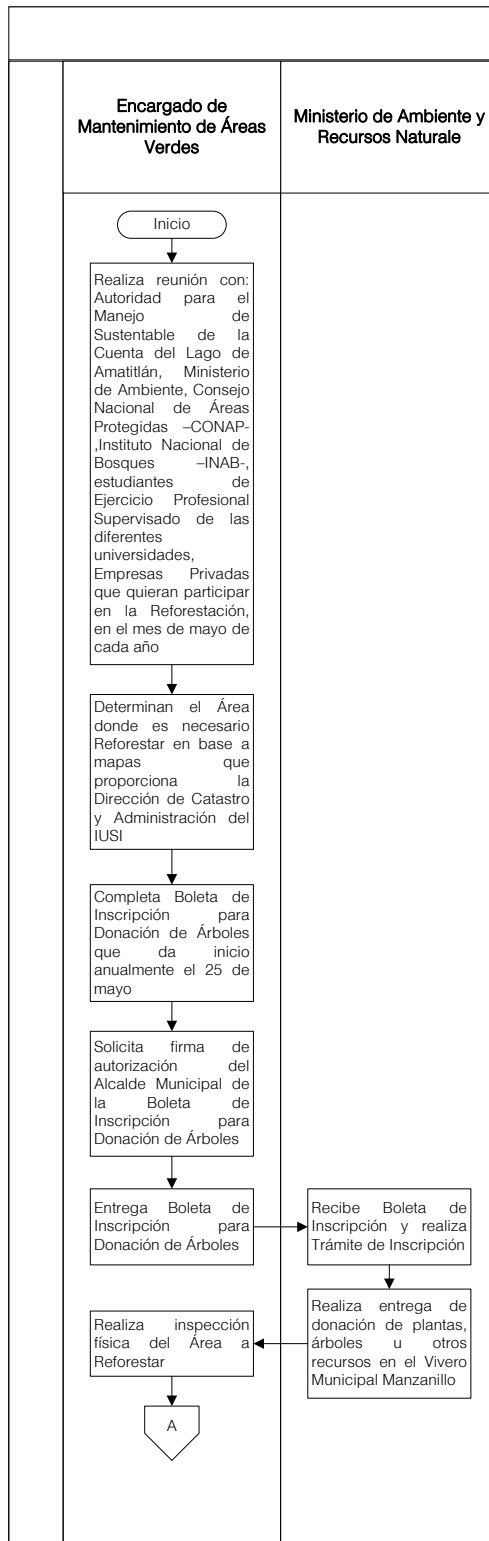 Encargado de
Mantenimiento de Áreas
Verdes
Ministerio de Ambiente y
Recursos Naturale
Inicio
Realiza reunión con:
Autoridad para el
Manejo de
Sustentable de la
Cuenta del Lago de
Amatitlán, Ministerio
de Ambiente, Consejo
Nacional de Áreas
Protegidas –CONAP-
,Instituto Nacional de
Bosques –INAB-,
estudiantes de
Ejercicio Profesional
Supervisado de las
diferentes
universidades,
Empresas Privadas
que quieran participar
en la Reforestación,
en el mes de mayo de
cada año
Determinan el Área
donde es necesario
Reforestar en base a
mapas que
proporciona la
Dirección de Catastro
y Administración del
IUSI
Completa Boleta de
Inscripción para
Donación de Árboles
que da inicio
anualmente el 25 de
mayo
Solicita firma de
autorización del
Alcalde Municipal de
la Boleta de
Inscripción para
Donación de Árboles
Entrega Boleta de
Inscripción para
Donación de Árboles
Recibe Boleta de
Inscripción y realiza
Trámite de Inscripción
Realiza entrega de
donación de plantas,
árboles u otros
recursos en el Vivero
Municipal Manzanillo
Realiza inspección
física del Área a
Reforestar
A